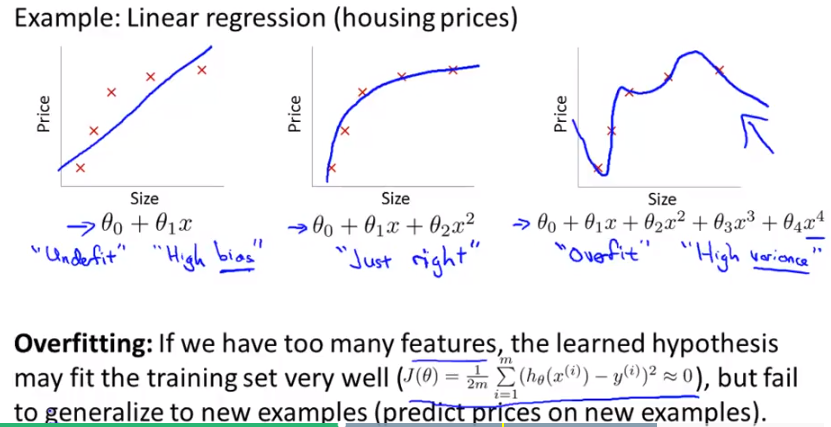 Example: Linear regression (housing prices)
Price
Size
→ θ₀ + θ₁x
"Underfit" "High bias"
Price
Size
→ θ₀ + θ₁x + θ₂x²
"Just right"
Price
Size
→ θ₀ + θ₁x + θ₂x² + θ₃x³ + θ₄x⁴
"Overfit" "High variance"
Overfitting: If we have too many features, the learned hypothesis
may fit the training set very well (J(θ) = 1/2m ∑ᵢ₌₁ᵐ (h_θ(x⁽ⁱ⁾) − y⁽ⁱ⁾)² ≈ 0), but fail
to generalize to new examples (predict prices on new examples).